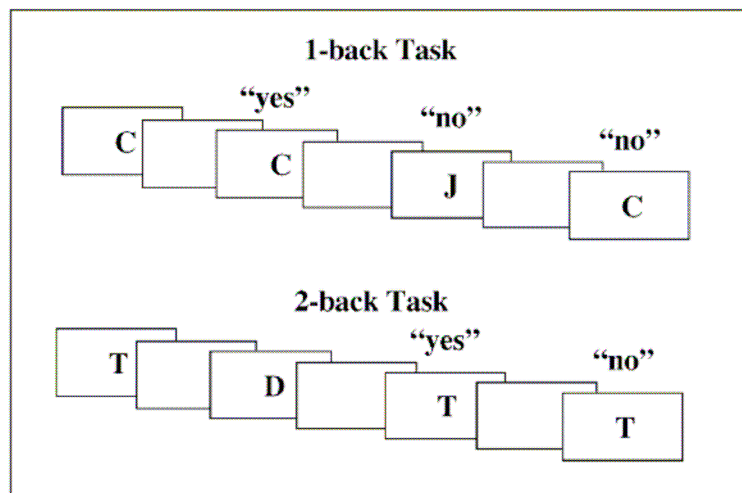 1-back Task
“yes”
“no”
“no”
C
C
J
C
2-back Task
“yes”
“no”
T
D
T
T